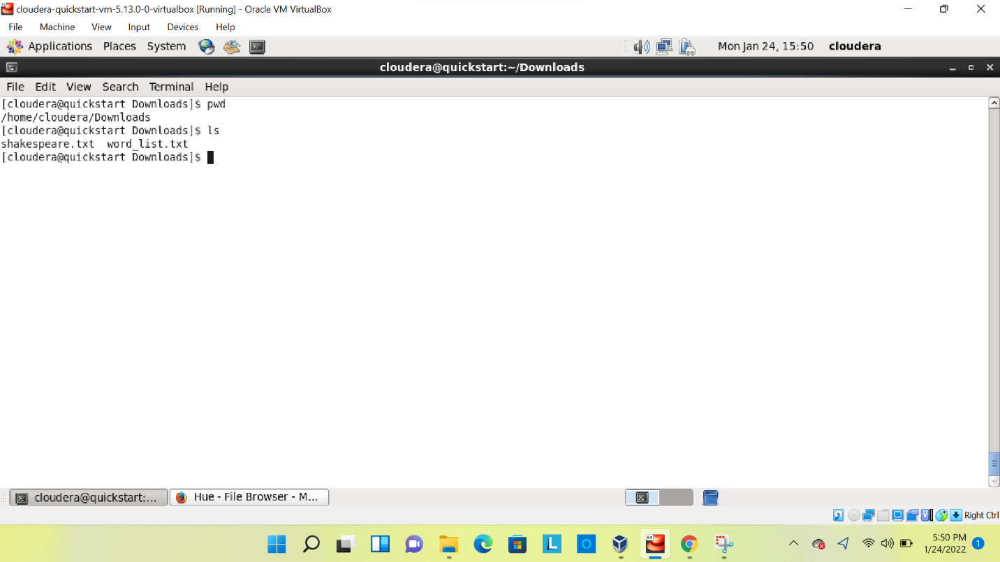 cloudera-quickstart-vm-5.13.0-0-virtualbox [Running] - Oracle VM VirtualBox
File Machine View Input Devices Help
Applications Places System Mon Jan 24, 15:50 cloudera
cloudera@quickstart:~/Downloads
File Edit View Search Terminal Help
[cloudera@quickstart Downloads]$ pwd
/home/cloudera/Downloads
[cloudera@quickstart Downloads]$ ls
shakespeare.txt word_list.txt
[cloudera@quickstart Downloads]$
cloudera@quickstart:... Hue - File Browser - M...
Right Ctrl
5:50 PM
1/24/2022 1